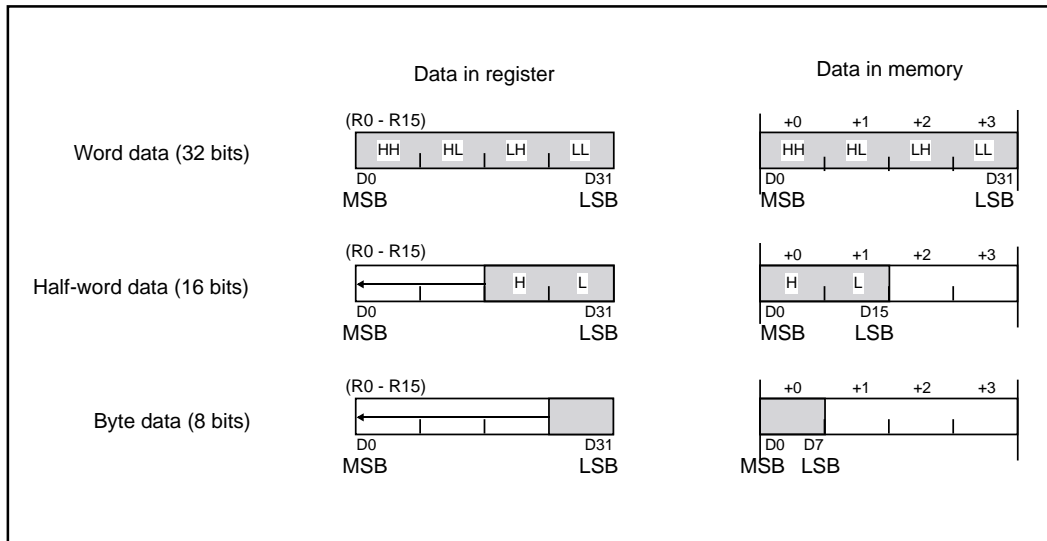 Data in register
Data in memory
Word data (32 bits)
(R0 - R15)
HH HL LH LL
D0 D31
MSB LSB
+0 +1 +2 +3
HH HL LH LL
D0 D31
MSB LSB
Half-word data (16 bits)
(R0 - R15)
H L
D0 D31
MSB LSB
+0 +1 +2 +3
H L
D0 D15
MSB LSB
Byte data (8 bits)
(R0 - R15)
D0 D31
MSB LSB
+0 +1 +2 +3
D0 D7
MSB LSB